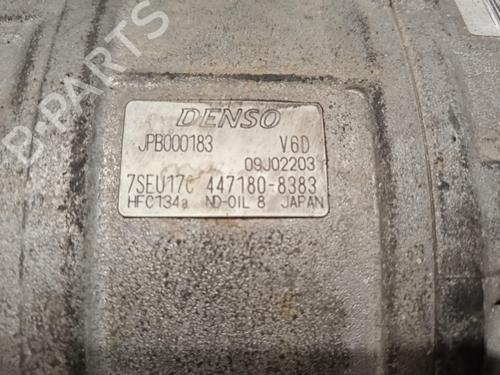 B-PARTS
DENSO
JPB000183 V6D
09J02203
7SEU17C 447180-8383
HFC134a ND-OIL 8 JAPAN